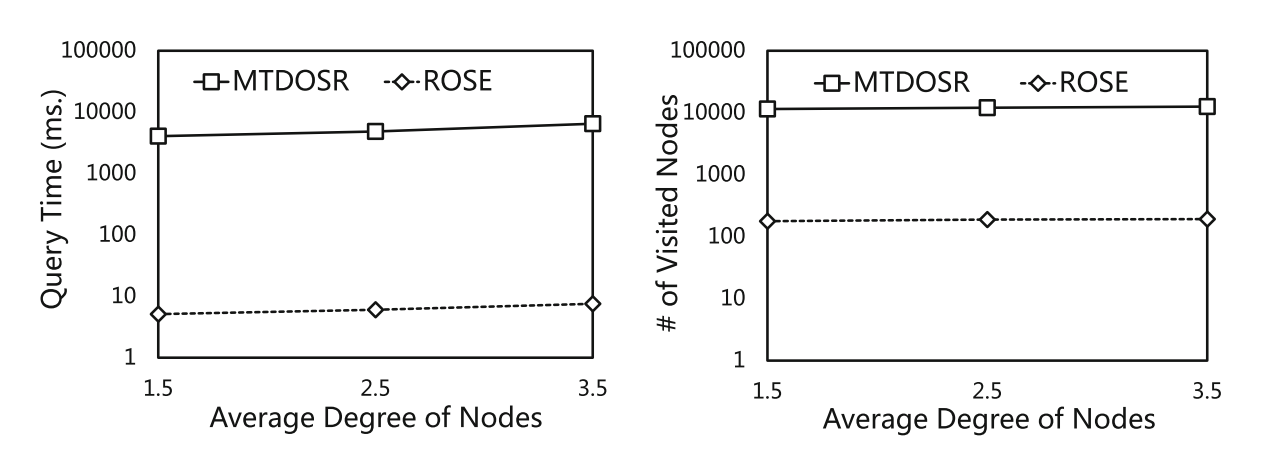 100000
10000
1000
100
10
1
Query Time (ms.)
MTDOSR ROSE
1.5 2.5 3.5
Average Degree of Nodes
100000
10000
1000
100
10
1
# of Visited Nodes
MTDOSR ROSE
1.5 2.5 3.5
Average Degree of Nodes